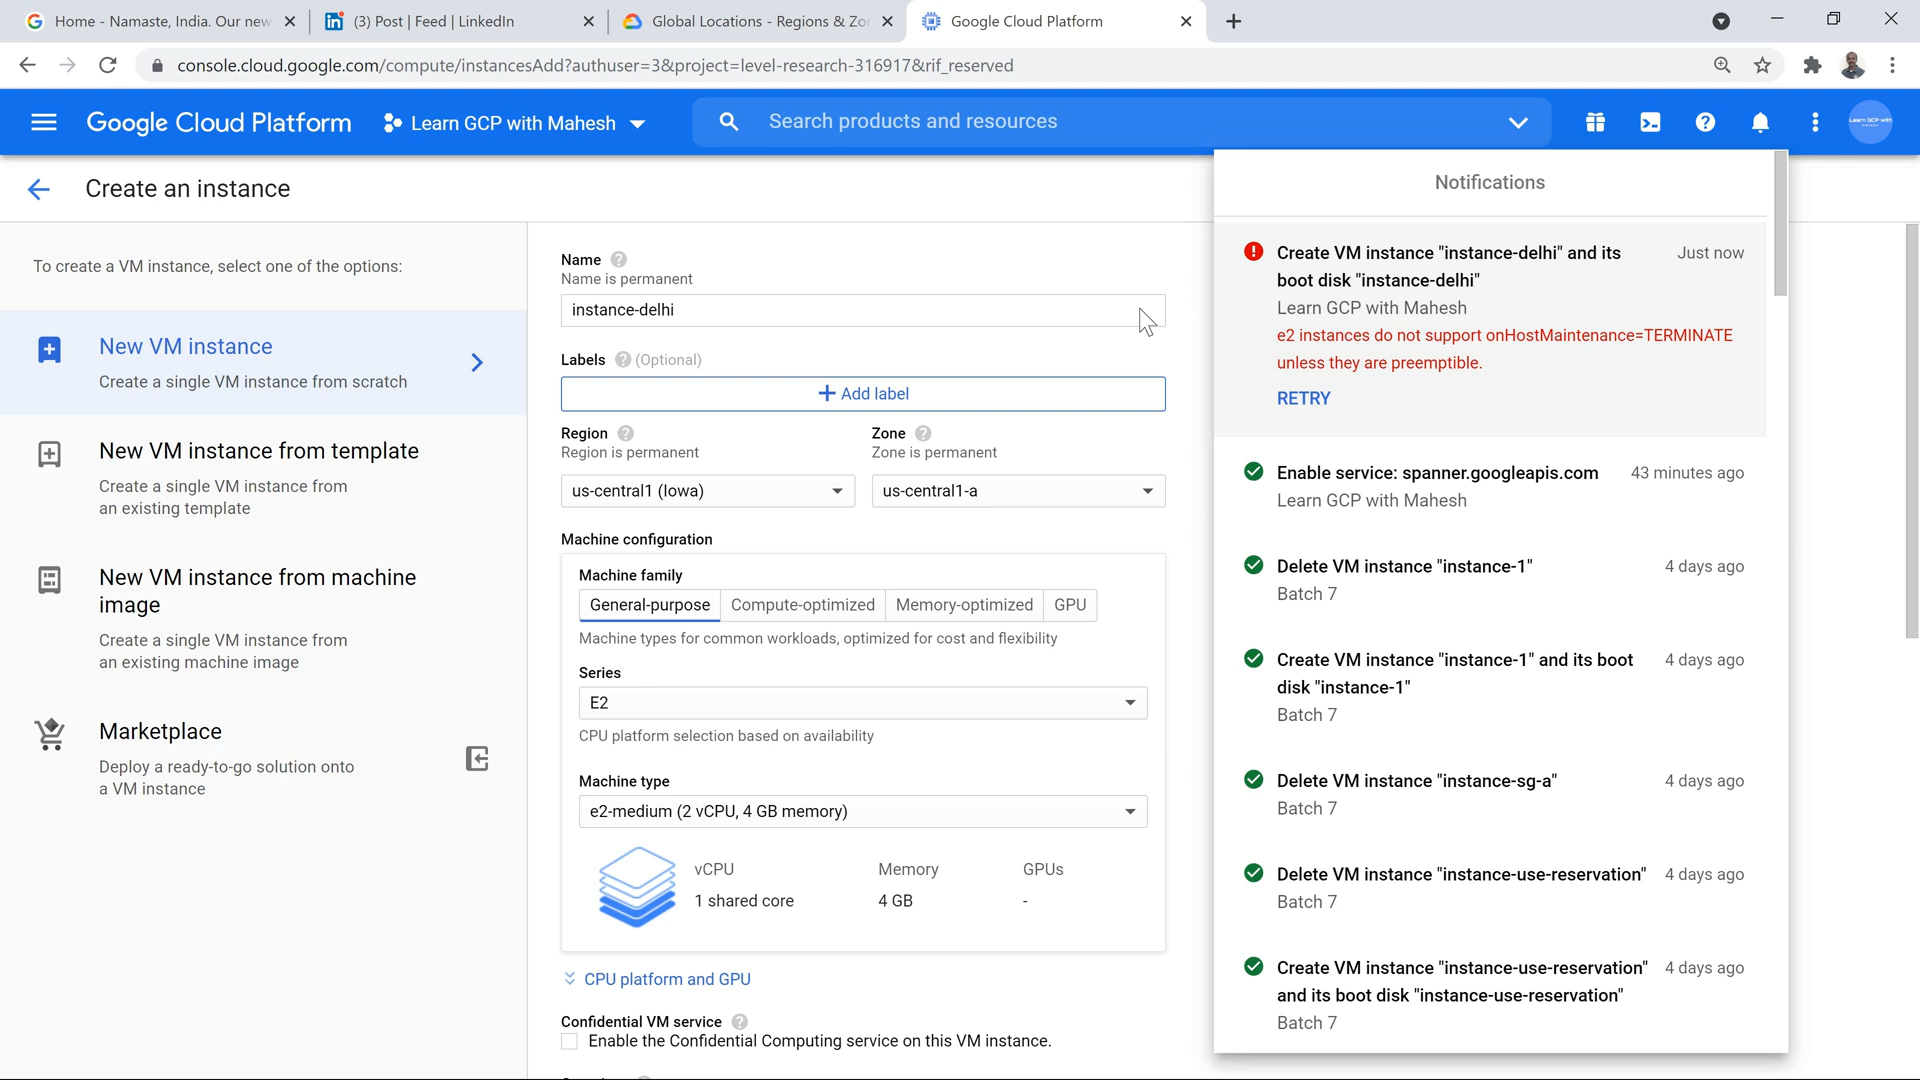 Home - Namaste, India. Our new
(3) Post | Feed | LinkedIn
Global Locations - Regions & Zo
Google Cloud Platform
console.cloud.google.com/compute/instancesAdd?authuser=3&project=level-research-316917&rif_reserved
Google Cloud Platform
Learn GCP with Mahesh
Search products and resources
Create an instance
To create a VM instance, select one of the options:
New VM instance
Create a single VM instance from scratch
New VM instance from template
Create a single VM instance from
an existing template
New VM instance from machine
image
Create a single VM instance from
an existing machine image
Marketplace
Deploy a ready-to-go solution onto
a VM instance
Name
Name is permanent
instance-delhi
Labels (Optional)
Add label
Region
Region is permanent
us-central1 (Iowa)
Zone
Zone is permanent
us-central1-a
Machine configuration
Machine family
General-purpose
Compute-optimized
Memory-optimized
GPU
Machine types for common workloads, optimized for cost and flexibility
Series
E2
CPU platform selection based on availability
Machine type
e2-medium (2 vCPU, 4 GB memory)
vCPU
1 shared core
Memory
4 GB
GPUs
-
CPU platform and GPU
Confidential VM service
Enable the Confidential Computing service on this VM instance.
Notifications
Create VM instance "instance-delhi" and its Just now
boot disk "instance-delhi"
Learn GCP with Mahesh
e2 instances do not support onHostMaintenance=TERMINATE
unless they are preemptible.
RETRY
Enable service: spanner.googleapis.com 43 minutes ago
Learn GCP with Mahesh
Delete VM instance "instance-1" 4 days ago
Batch 7
Create VM instance "instance-1" and its boot 4 days ago
disk "instance-1"
Batch 7
Delete VM instance "instance-sg-a" 4 days ago
Batch 7
Delete VM instance "instance-use-reservation" 4 days ago
Batch 7
Create VM instance "instance-use-reservation" 4 days ago
and its boot disk "instance-use-reservation"
Batch 7